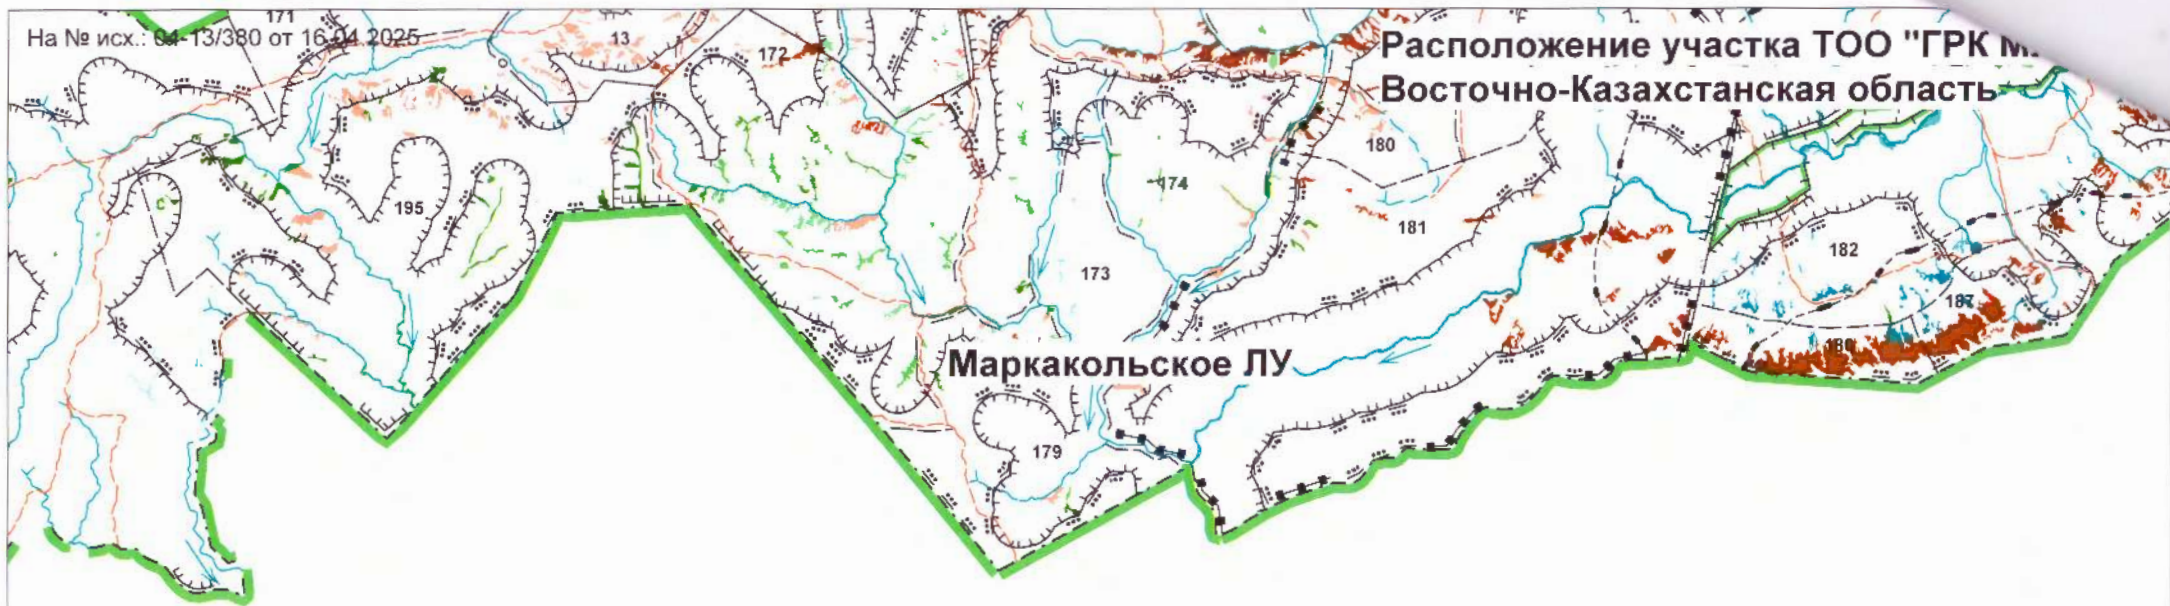 171
На № исх.: 04-13/380 от 16.04.2025
13
172
Расположение участка ТОО "ГРК
Восточно-Казахстанская область
180
174
195
181
182
173
187
Маркакольское ЛУ
179